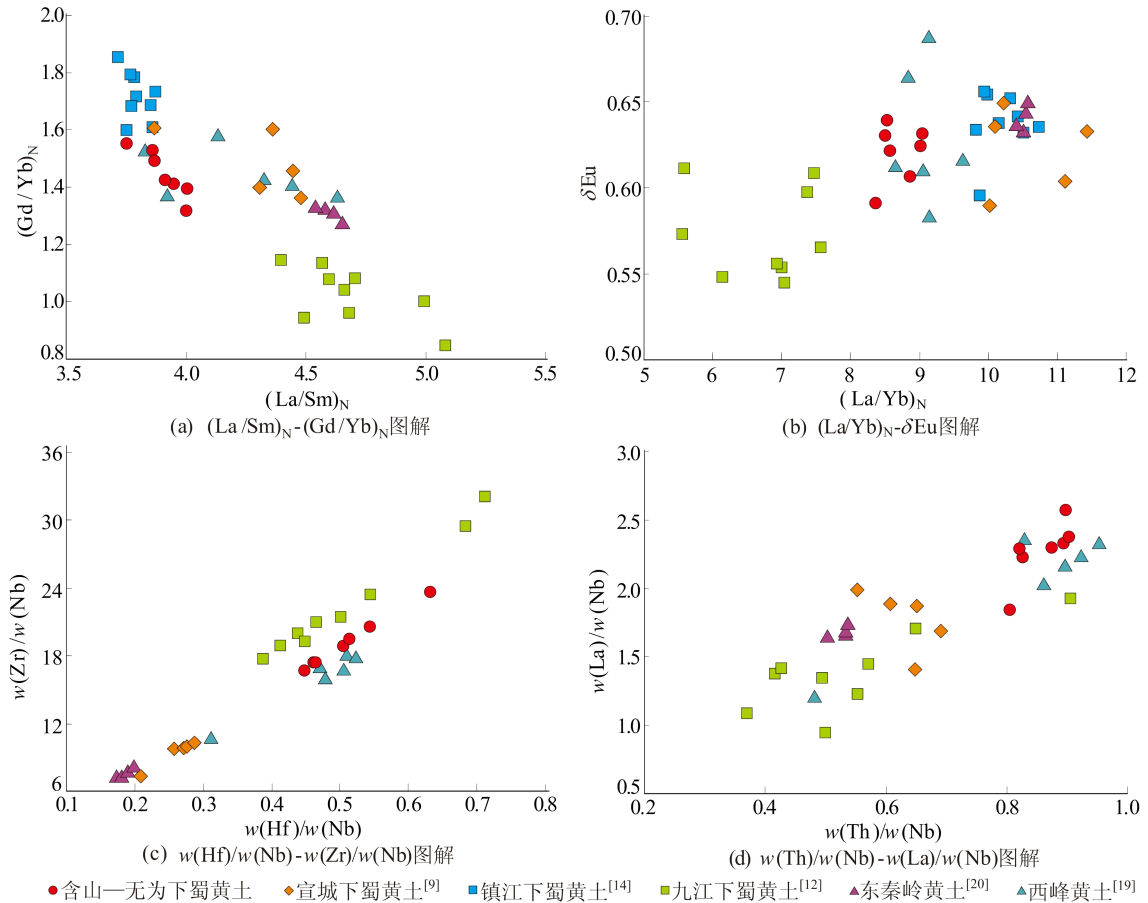 2.0
1.8
1.6
1.4
1.2
1.0
0.8
3.5 4.0 4.5 5.0 5.5
(Gd/Yb)N
(La/Sm)N
(a) (La/Sm)N-(Gd/Yb)N图解
0.70
0.65
0.60
0.55
0.50
5 6 7 8 9 10 11 12
δEu
(La/Yb)N
(b) (La/Yb)N-δEu图解
36
30
24
18
12
6
0.1 0.2 0.3 0.4 0.5 0.6 0.7 0.8
w(Zr)/w(Nb)
w(Hf)/w(Nb)
(c) w(Hf)/w(Nb)-w(Zr)/w(Nb)图解
3.0
2.5
2.0
1.5
1.0
0.5
0.2 0.4 0.6 0.8 1.0
w(La)/w(Nb)
w(Th)/w(Nb)
(d) w(Th)/w(Nb)-w(La)/w(Nb)图解
含山—无为下蜀黄土 宣城下蜀黄土[9] 镇江下蜀黄土[14] 九江下蜀黄土[12] 东秦岭黄土[20] 西峰黄土[19]